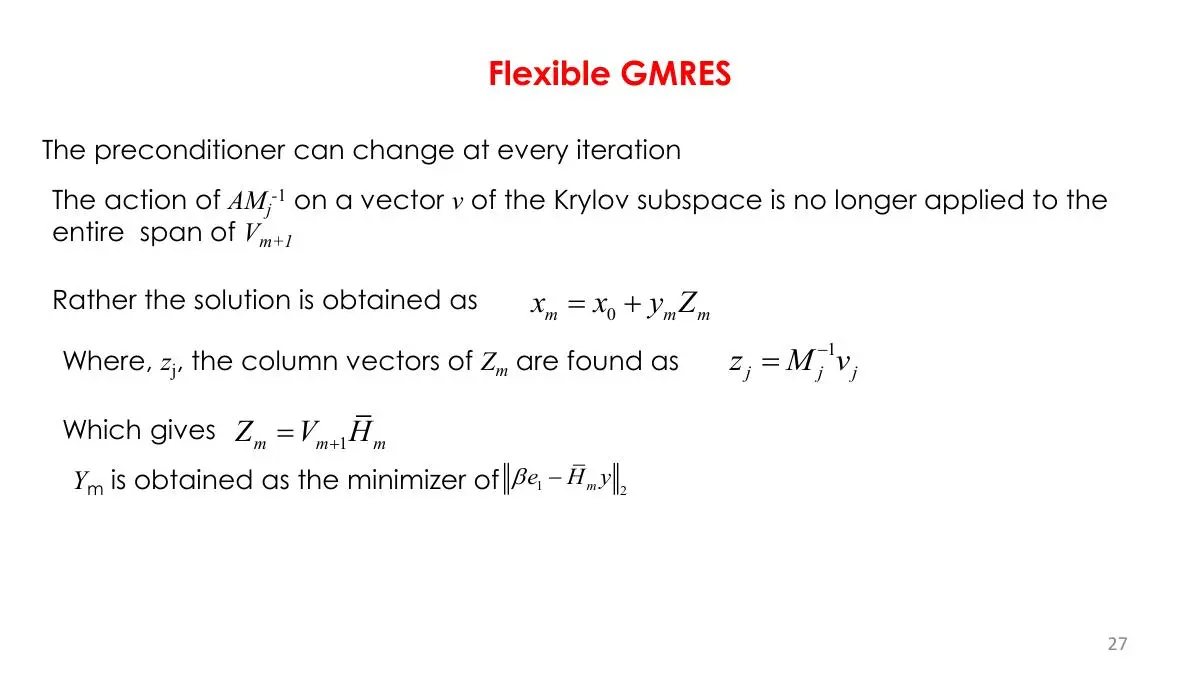 Flexible GMRES
The preconditioner can change at every iteration
The action of AMⱼ⁻¹ on a vector v of the Krylov subspace is no longer applied to the
entire span of Vₘ₊₁
Rather the solution is obtained as xₘ = x₀ + yₘZₘ
Where, zⱼ, the column vectors of Zₘ are found as zⱼ = Mⱼ⁻¹vⱼ
Which gives Zₘ = Vₘ₊₁H̅ₘ
Yₘ is obtained as the minimizer of ‖βe₁ − H̅ₘy‖₂
27